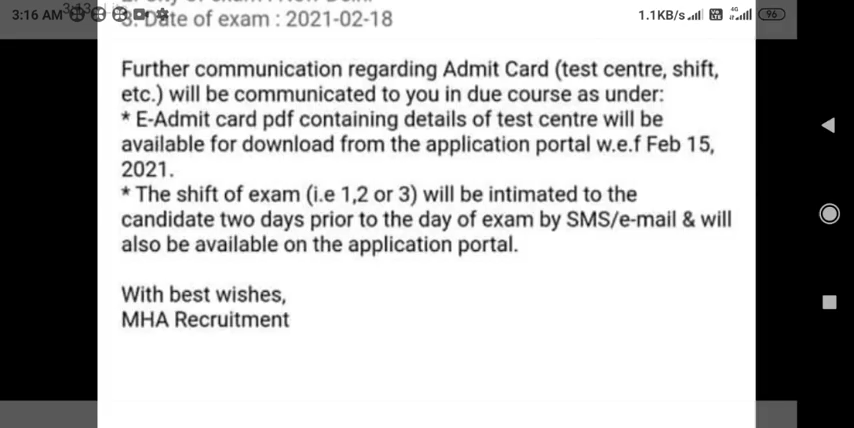 3:16 AM
1.1KB/s
4G
96
3. Date of exam : 2021-02-18
Further communication regarding Admit Card (test centre, shift,
etc.) will be communicated to you in due course as under:
* E-Admit card pdf containing details of test centre will be
available for download from the application portal w.e.f Feb 15,
2021.
* The shift of exam (i.e 1,2 or 3) will be intimated to the
candidate two days prior to the day of exam by SMS/e-mail & will
also be available on the application portal.
With best wishes,
MHA Recruitment